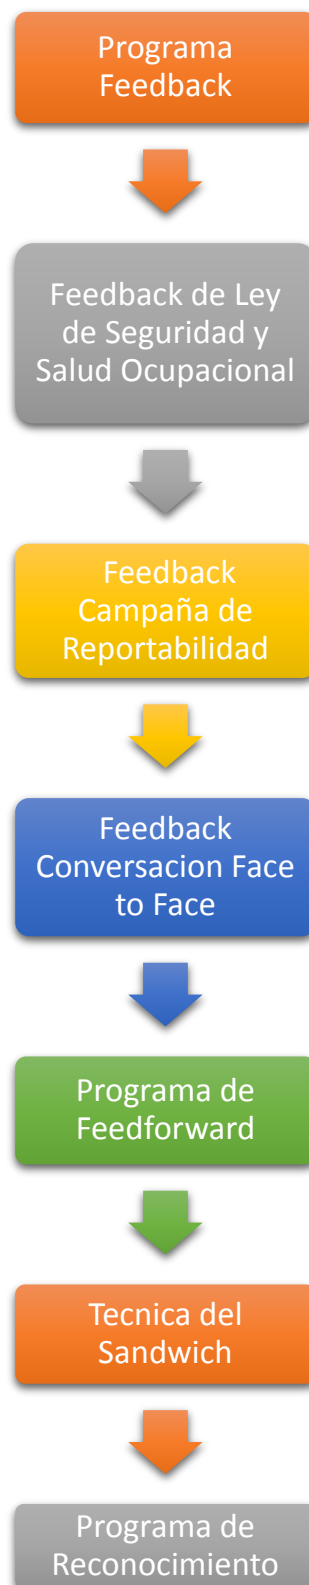 Programa
Feedback
Feedback de Ley
de Seguridad y
Salud Ocupacional
Feedback
Campaña de
Reportabilidad
Feedback
Conversacion Face
to Face
Programa de
Feedforward
Tecnica del
Sandwich
Programa de
Reconocimiento